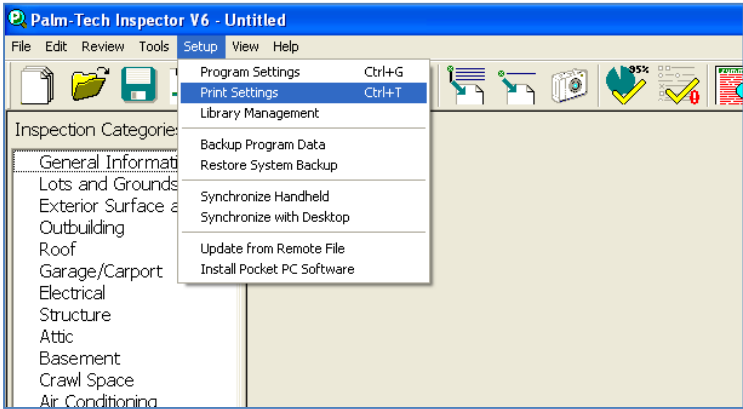 Palm-Tech Inspector V6 - Untitled
File Edit Review Tools Setup View Help
Program Settings Ctrl+G
Print Settings Ctrl+T
Library Management
Backup Program Data
Restore System Backup
Synchronize Handheld
Synchronize with Desktop
Update from Remote File
Install Pocket PC Software
95%
Inspection Categorie
General Informati
Lots and Grounds
Exterior Surface a
Outbuilding
Roof
Garage/Carport
Electrical
Structure
Attic
Basement
Crawl Space
Air Conditioning